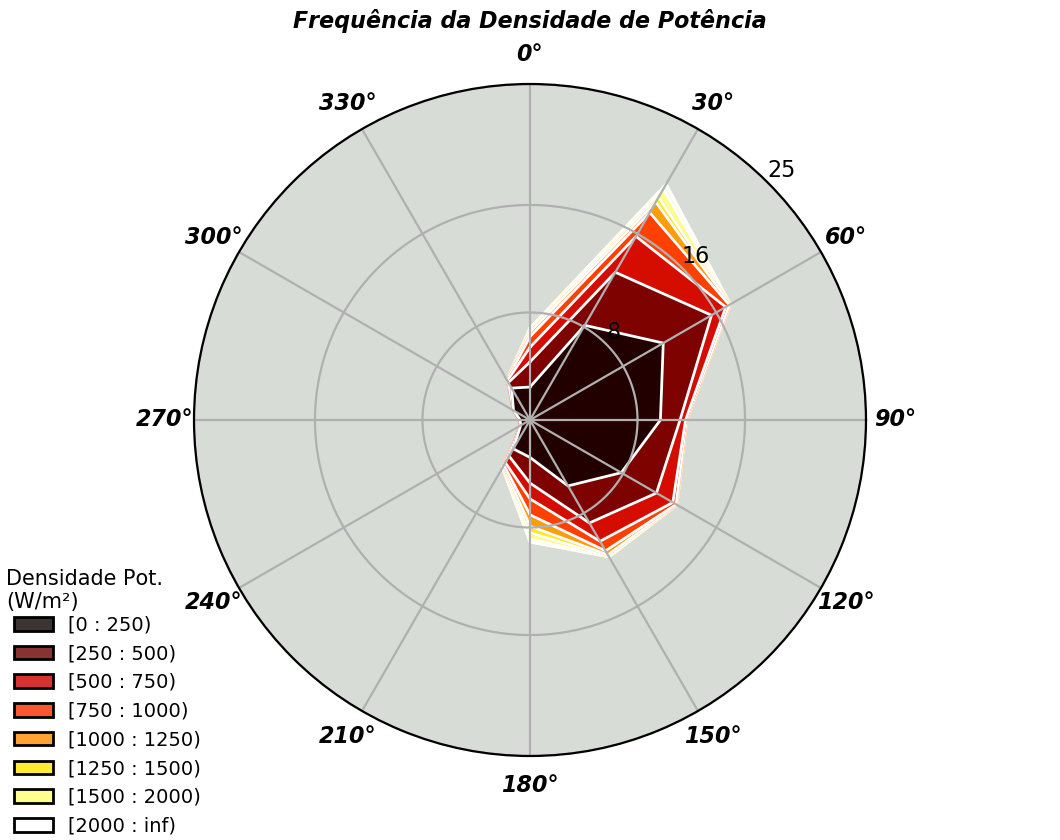 Frequência da Densidade de Potência
0°
330°
30°
25
300°
60°
16
8
270°
90°
240°
120°
210°
150°
180°
Densidade Pot.
(W/m²)
[0 : 250)
[250 : 500)
[500 : 750)
[750 : 1000)
[1000 : 1250)
[1250 : 1500)
[1500 : 2000)
[2000 : inf)